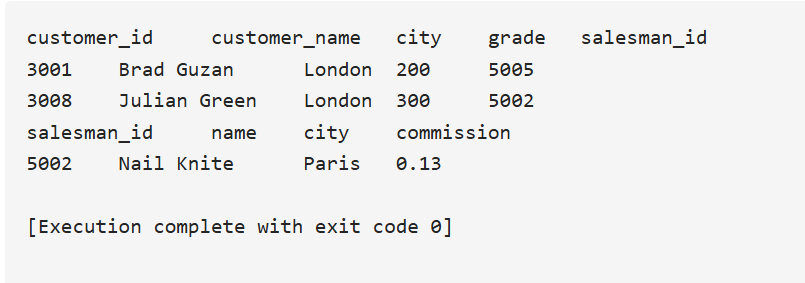 customer_id customer_name city grade salesman_id
3001 Brad Guzan London 200 5005
3008 Julian Green London 300 5002
salesman_id name city commission
5002 Nail Knite Paris 0.13
[Execution complete with exit code 0]